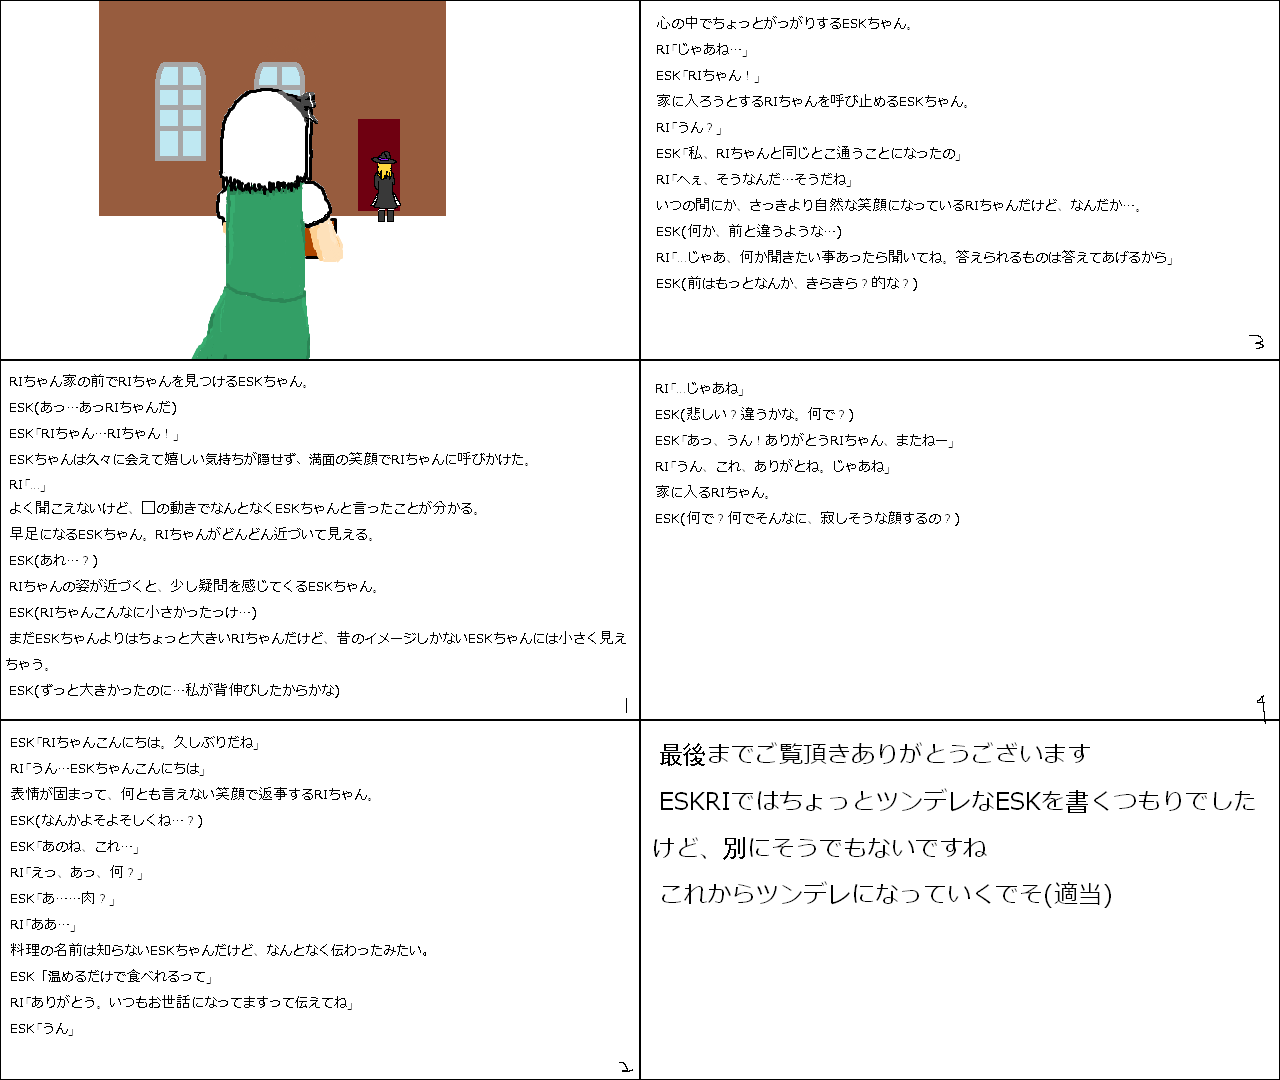 RIちゃん家の前でRIちゃんを見つけるESKちゃん。
ESK(あっ…あっRIちゃんだ)
ESK「RIちゃん…RIちゃん！」
ESKちゃんは久々に会えて嬉しい気持ちが隠せず、満面の笑顔でRIちゃんに呼びかけた。
RI「…」
よく聞こえないけど、口の動きでなんとなくESKちゃんと言ったことが分かる。
早足になるESKちゃん。RIちゃんがどんどん近づいて見える。
ESK(あれ…？)
RIちゃんの姿が近づくと、少し疑問を感じてくるESKちゃん。
ESK(RIちゃんこんなに小さかったっけ…)
まだESKちゃんよりはちょっと大きいRIちゃんだけど、昔のイメージしかないESKちゃんには小さく見え
ちゃう。
ESK(ずっと大きかったのに…私が背伸びしたからかな)
1
ESK「RIちゃんこんにちは。久しぶりだね」
RI「うん…ESKちゃんこんにちは」
表情が固まって、何とも言えない笑顔で返事するRIちゃん。
ESK(なんかよそよそしくね…？)
ESK「あのね、これ…」
RI「えっ、あっ、何？」
ESK「あ……肉？」
RI「ああ…」
料理の名前は知らないESKちゃんだけど、なんとなく伝わったみたい。
ESK「温めるだけで食べれるって」
RI「ありがとう。いつもお世話になってますって伝えてね」
ESK「うん」
2
心の中でちょっとがっがりするESKちゃん。
RI「じゃあね…」
ESK「RIちゃん！」
家に入ろうとするRIちゃんを呼び止めるESKちゃん。
RI「うん？」
ESK「私、RIちゃんと同じとこ通うことになったの」
RI「へぇ、そうなんだ…そうだね」
いつの間にか、さっきより自然な笑顔になっているRIちゃんだけど、なんだか…。
ESK(何か、前と違うような…)
RI「…じゃあ、何か聞きたい事あったら聞いてね。答えられるものは答えてあげるから」
ESK(前はもっとなんか、きらきら？的な？)
3
RI「…じゃあね」
ESK(悲しい？違うかな。何で？)
ESK「あっ、うん！ありがとうRIちゃん、またねー」
RI「うん、これ、ありがとね。じゃあね」
家に入るRIちゃん。
ESK(何で？何でそんなに、寂しそうな顔するの？)
4
最後までご覧頂きありがとうございます
ESKRIではちょっとツンデレなESKを書くつもりでした
けど、別にそうでもないですね
これからツンデレになっていくでそ(適当)